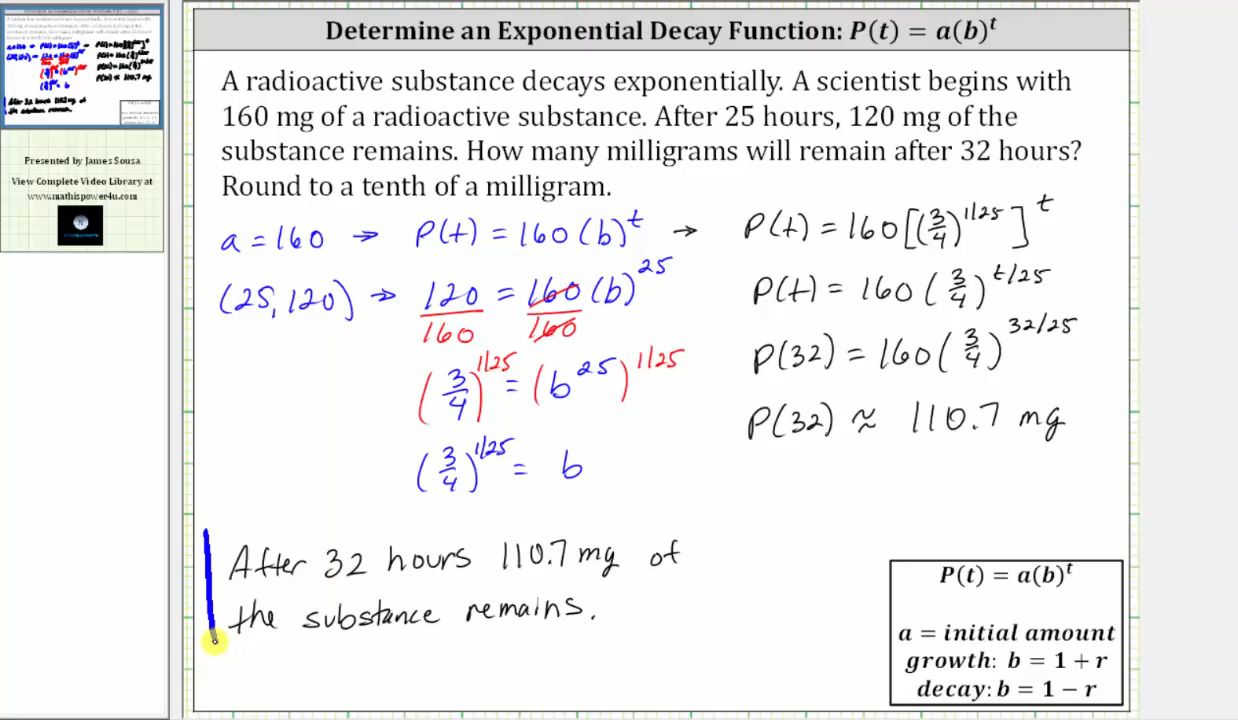 Determine an Exponential Decay Function: P(t) = a(b)^t
A radioactive substance decays exponentially. A scientist begins with
160 mg of a radioactive substance. After 25 hours, 120 mg of the
substance remains. How many milligrams will remain after 32 hours?
Round to a tenth of a milligram.
a = 160 → P(t) = 160(b)^t →
(25, 120) → 120 = 160(b)^25
160 160
(3/4)^1/25 = (b^25)^1/25
(3/4)^1/25 = b
P(t) = 160[(3/4)^1/25]^t
P(t) = 160(3/4)^t/25
P(32) = 160(3/4)^32/25
P(32) ≈ 110.7 mg
After 32 hours 110.7 mg of
the substance remains.
P(t) = a(b)^t
a = initial amount
growth: b = 1 + r
decay: b = 1 − r
Presented by James Sousa
View Complete Video Library at
www.mathispower4u.com